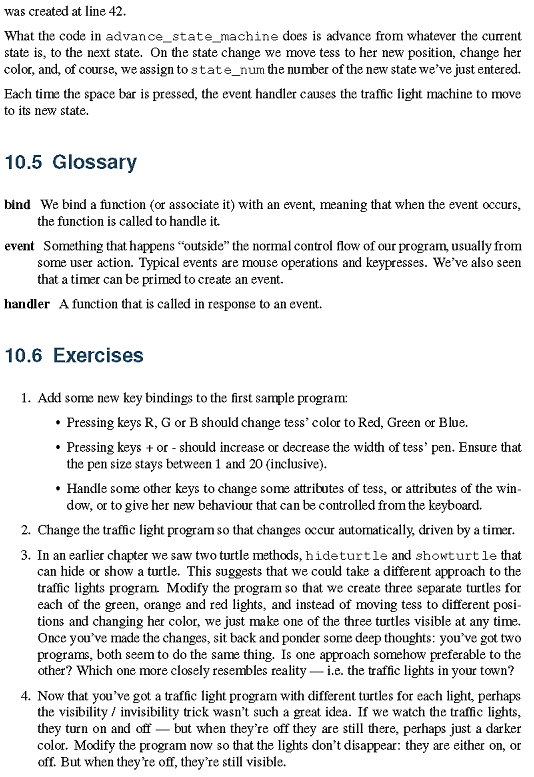 was created at line 42.
What the code in advance_state_machine does is advance from whatever the current
state is, to the next state. On the state change we move tess to her new position, change her
color, and, of course, we assign to state_num the number of the new state we've just entered.
Each time the space bar is pressed, the event handler causes the traffic light machine to move
to its new state.
10.5 Glossary
bind We bind a function (or associate it) with an event, meaning that when the event occurs,
the function is called to handle it.
event Something that happens “outside” the normal control flow of our program, usually from
some user action. Typical events are mouse operations and keypresses. We've also seen
that a timer can be primed to create an event.
handler A function that is called in response to an event.
10.6 Exercises
1. Add some new key bindings to the first sample program:
• Pressing keys R, G or B should change tess' color to Red, Green or Blue.
• Pressing keys + or - should increase or decrease the width of tess' pen. Ensure that
the pen size stays between 1 and 20 (inclusive).
• Handle some other keys to change some attributes of tess, or attributes of the win-
dow, or to give her new behaviour that can be controlled from the keyboard.
2. Change the traffic light program so that changes occur automatically, driven by a timer.
3. In an earlier chapter we saw two turtle methods, hideturtle and showturtle that
can hide or show a turtle. This suggests that we could take a different approach to the
traffic lights program. Modify the program so that we create three separate turtles for
each of the green, orange and red lights, and instead of moving tess to different posi-
tions and changing her color, we just make one of the three turtles visible at any time.
Once you've made the changes, sit back and ponder some deep thoughts: you've got two
programs, both seem to do the same thing. Is one approach somehow preferable to the
other? Which one more closely resembles reality — i.e. the traffic lights in your town?
4. Now that you've got a traffic light program with different turtles for each light, perhaps
the visibility / invisibility trick wasn't such a great idea. If we watch the traffic lights,
they turn on and off — but when they're off they are still there, perhaps just a darker
color. Modify the program now so that the lights don't disappear: they are either on, or
off. But when they're off, they're still visible.